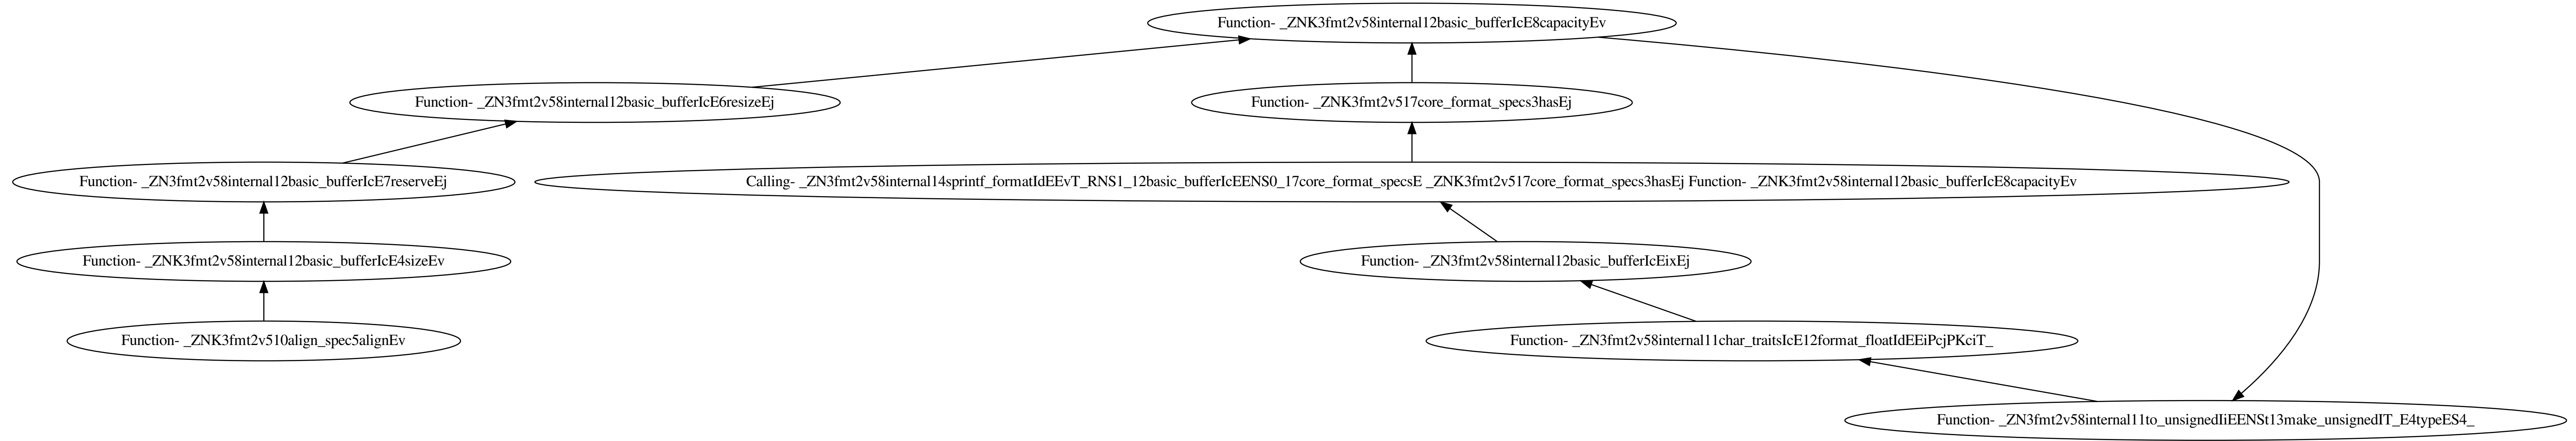 Function- _ZNK3fmt2v58internal12basic_bufferIcE8capacityEv
Function- _ZN3fmt2v58internal12basic_bufferIcE6resizeEj
Function- _ZNK3fmt2v517core_format_specs3hasEj
Function- _ZN3fmt2v58internal12basic_bufferIcE7reserveEj
Calling- _ZN3fmt2v58internal14sprintf_formatIdEEvT_RNS1_12basic_bufferIcEENS0_17core_format_specsE _ZNK3fmt2v517core_format_specs3hasEj Function- _ZNK3fmt2v58internal12basic_bufferIcE8capacityEv
Function- _ZNK3fmt2v58internal12basic_bufferIcE4sizeEv
Function- _ZN3fmt2v58internal12basic_bufferIcEixEj
Function- _ZNK3fmt2v510align_spec5alignEv
Function- _ZN3fmt2v58internal11char_traitsIcE12format_floatIdEEiPcjPKciT_
Function- _ZN3fmt2v58internal11to_unsignedIiEENSt13make_unsignedIT_E4typeES4_